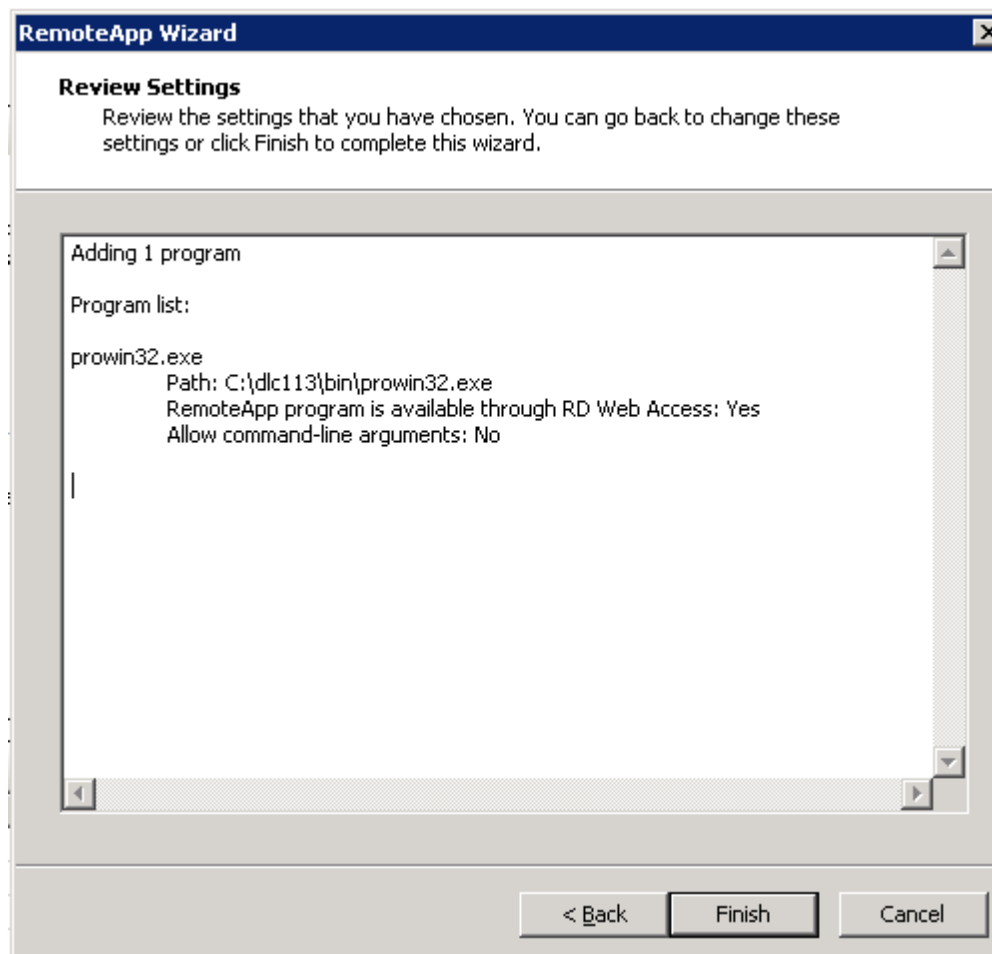 RemoteApp Wizard
Review Settings
Review the settings that you have chosen. You can go back to change these
settings or click Finish to complete this wizard.
Adding 1 program
Program list:
prowin32.exe
Path: C:\dlc113\bin\prowin32.exe
RemoteApp program is available through RD Web Access: Yes
Allow command-line arguments: No
< Back
Finish
Cancel